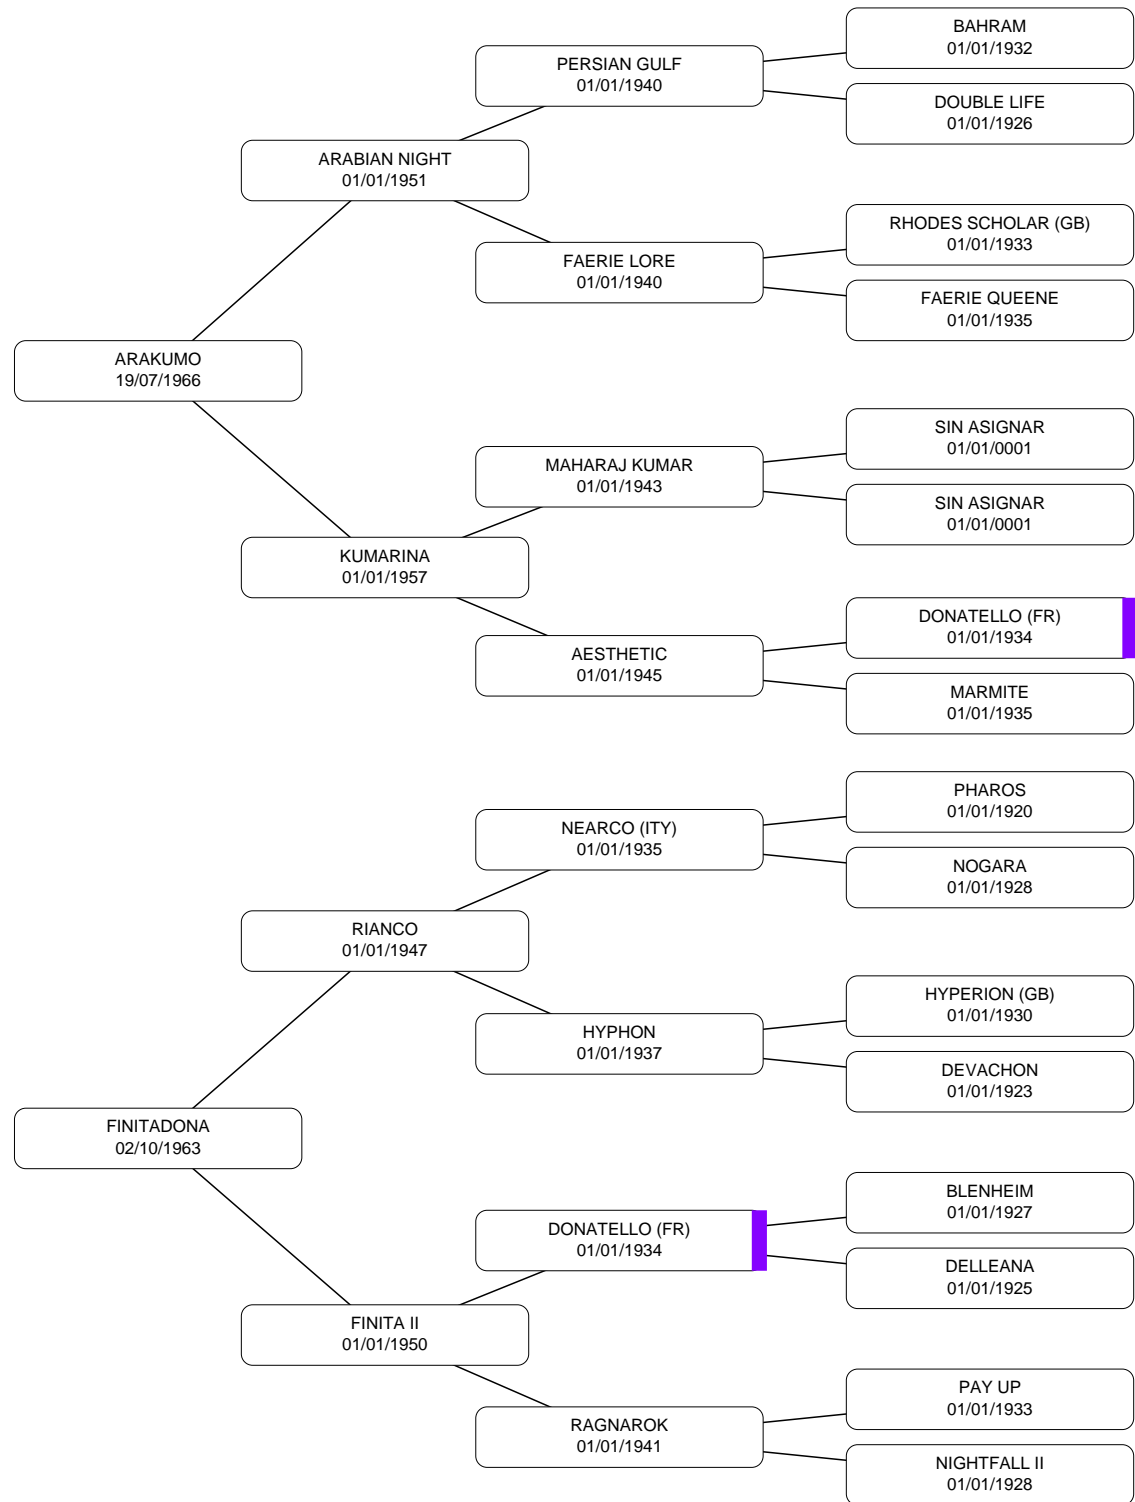 BAHRAM
01/01/1932
PERSIAN GULF
01/01/1940
DOUBLE LIFE
01/01/1926
ARABIAN NIGHT
01/01/1951
RHODES SCHOLAR (GB)
01/01/1933
FAERIE LORE
01/01/1940
FAERIE QUEENE
01/01/1935
ARAKUMO
19/07/1966
SIN ASIGNAR
01/01/0001
MAHARAJ KUMAR
01/01/1943
SIN ASIGNAR
01/01/0001
KUMARINA
01/01/1957
DONATELLO (FR)
01/01/1934
AESTHETIC
01/01/1945
MARMITE
01/01/1935
PHAROS
01/01/1920
NEARCO (ITY)
01/01/1935
NOGARA
01/01/1928
RIANCO
01/01/1947
HYPERION (GB)
01/01/1930
HYPHON
01/01/1937
DEVACHON
01/01/1923
FINITADONA
02/10/1963
BLENHEIM
01/01/1927
DONATELLO (FR)
01/01/1934
DELLEANA
01/01/1925
FINITA II
01/01/1950
PAY UP
01/01/1933
RAGNAROK
01/01/1941
NIGHTFALL II
01/01/1928